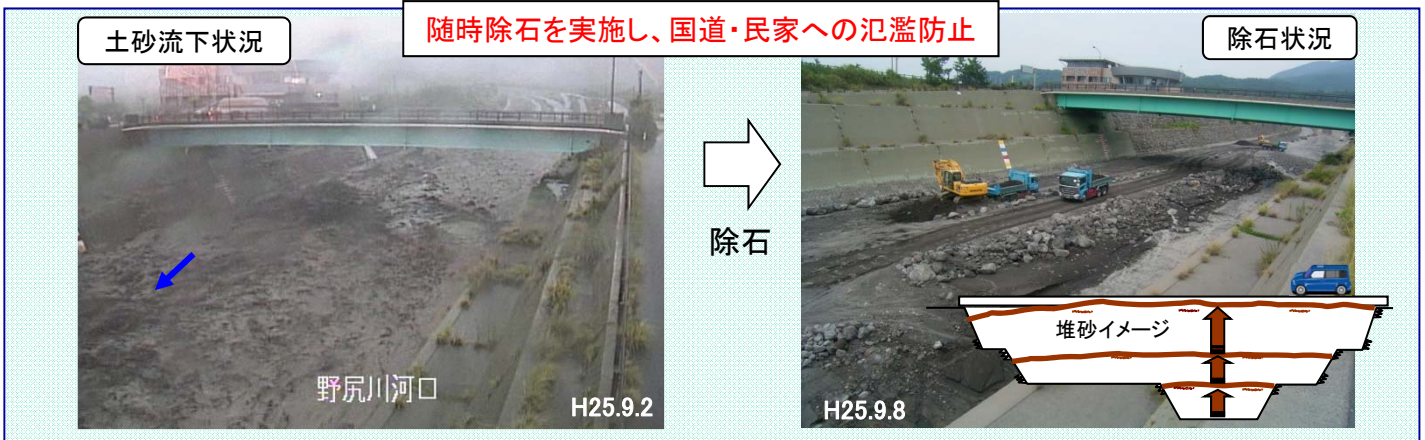 随時除石を実施し、国道・民家への氾濫防止
土砂流下状況
除石状況
除石
野尻川河口
H25.9.2
H25.9.8
堆砂イメージ